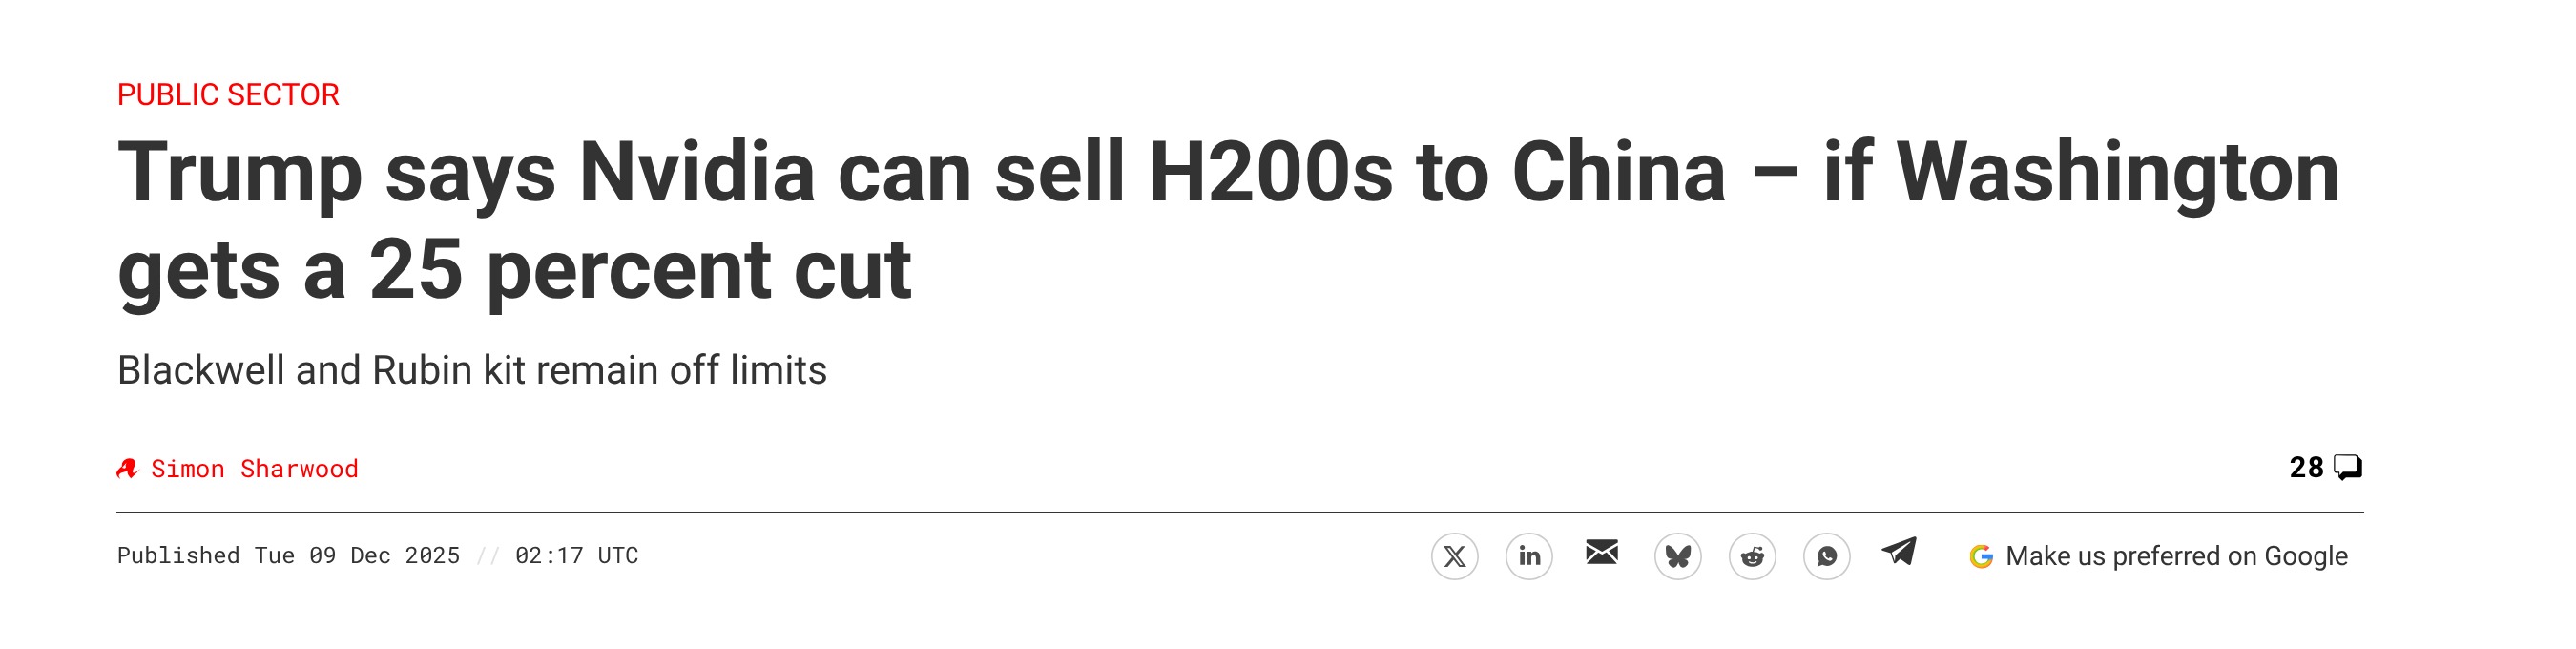 PUBLIC SECTOR
Trump says Nvidia can sell H200s to China – if Washington
gets a 25 percent cut
Blackwell and Rubin kit remain off limits
Simon Sharwood
28
Published Tue 09 Dec 2025 // 02:17 UTC
Make us preferred on Google